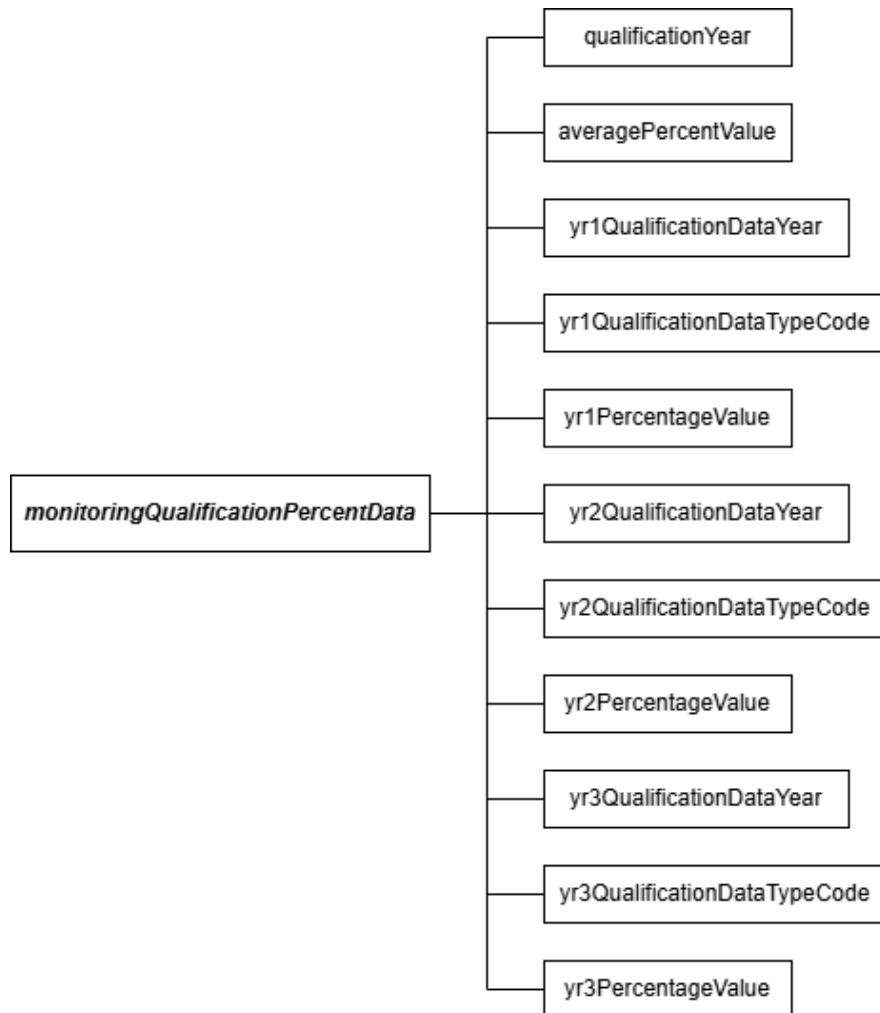 qualificationYear
averagePercentValue
yr1QualificationDataYear
yr1QualificationDataTypeCode
yr1PercentageValue
monitoringQualificationPercentData
yr2QualificationDataYear
yr2QualificationDataTypeCode
yr2PercentageValue
yr3QualificationDataYear
yr3QualificationDataTypeCode
yr3PercentageValue